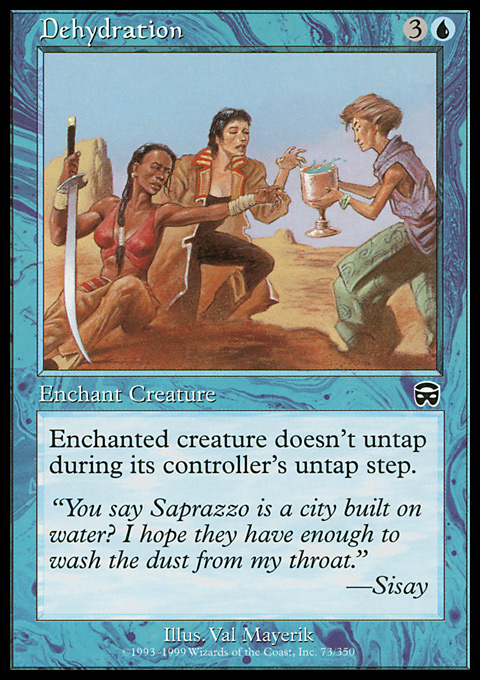 Dehydration 3
Enchant Creature
Enchanted creature doesn't untap
during its controller's untap step.
"You say Saprazzo is a city built on
water? I hope they have enough to
wash the dust from my throat."
—Sisay
Illus. Val Mayerik
© 1993–1999 Wizards of the Coast, Inc. 73/350